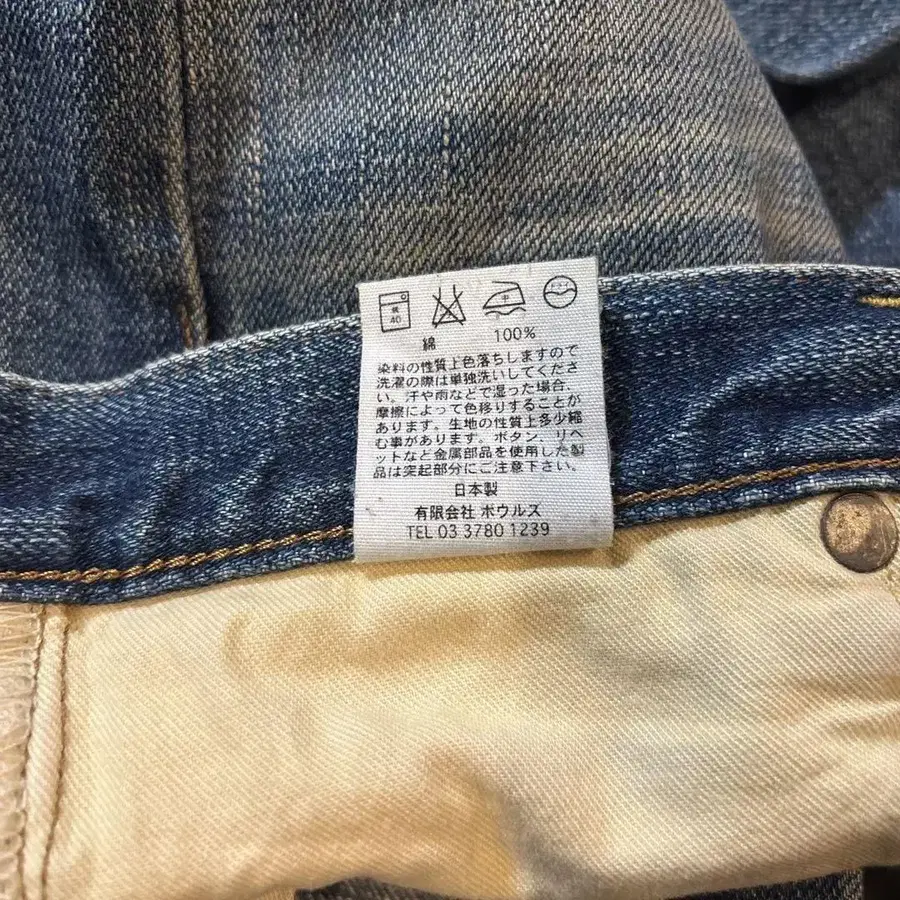 弱
40
綿 100%
染料の性質上色落ちしますので
洗濯の際は単独洗いしてくださ
い。汗や雨などで湿った場合、
摩擦によって色移りすることが
あります。生地の性質上多少縮
む事があります。ボタン、リベ
ットなど金属部品を使用した製
品は突起部分にご注意下さい。
日本製
有限会社 ボウルズ
TEL 03 3780 1239